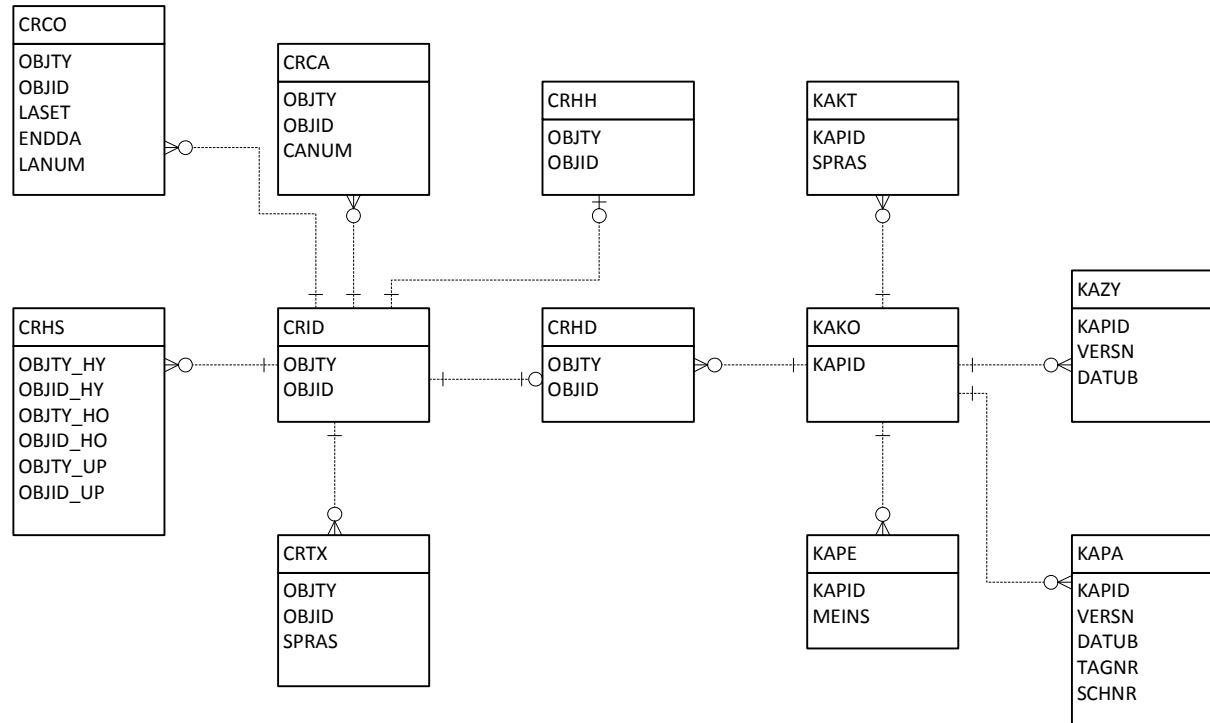 CRCO
OBJTY
OBJID
LASET
ENDDA
LANUM
CRCA
OBJTY
OBJID
CANUM
CRHH
OBJTY
OBJID
KAKT
KAPID
SPRAS
CRHS
OBJTY_HY
OBJID_HY
OBJTY_HO
OBJID_HO
OBJTY_UP
OBJID_UP
CRID
OBJTY
OBJID
CRHD
OBJTY
OBJID
KAKO
KAPID
KAZY
KAPID
VERSN
DATUB
CRTX
OBJTY
OBJID
SPRAS
KAPE
KAPID
MEINS
KAPA
KAPID
VERSN
DATUB
TAGNR
SCHNR